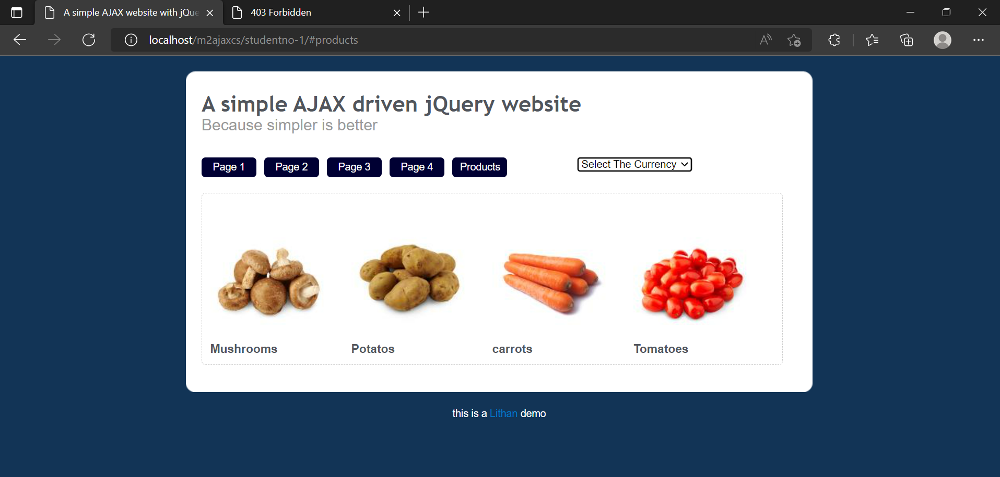 A simple AJAX website with jQue
403 Forbidden
localhost/m2ajaxcs/studentno-1/#products
A simple AJAX driven jQuery website
Because simpler is better
Page 1
Page 2
Page 3
Page 4
Products
Select The Currency
Mushrooms
Potatos
carrots
Tomatoes
this is a Lithan demo